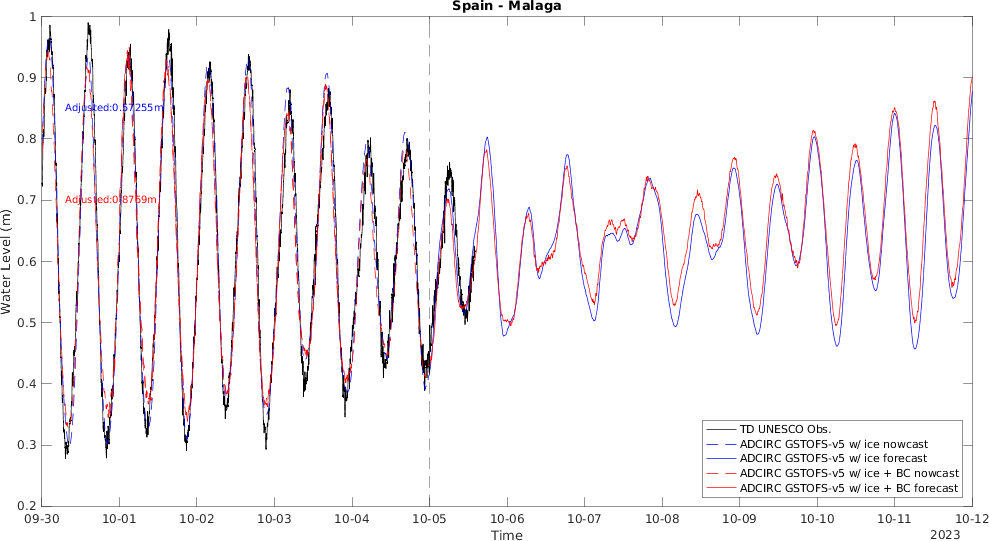 Spain - Malaga
1
0.9
0.8
0.7
0.6
0.5
0.4
0.3
0.2
Water Level (m)
Adjusted:0.57255m
Adjusted:0.8769m
TD UNESCO Obs.
ADCIRC GSTOFS-v5 w/ ice nowcast
ADCIRC GSTOFS-v5 w/ ice forecast
ADCIRC GSTOFS-v5 w/ ice + BC nowcast
ADCIRC GSTOFS-v5 w/ ice + BC forecast
09-30 10-01 10-02 10-03 10-04 10-05 10-06 10-07 10-08 10-09 10-10 10-11 10-12
Time
2023